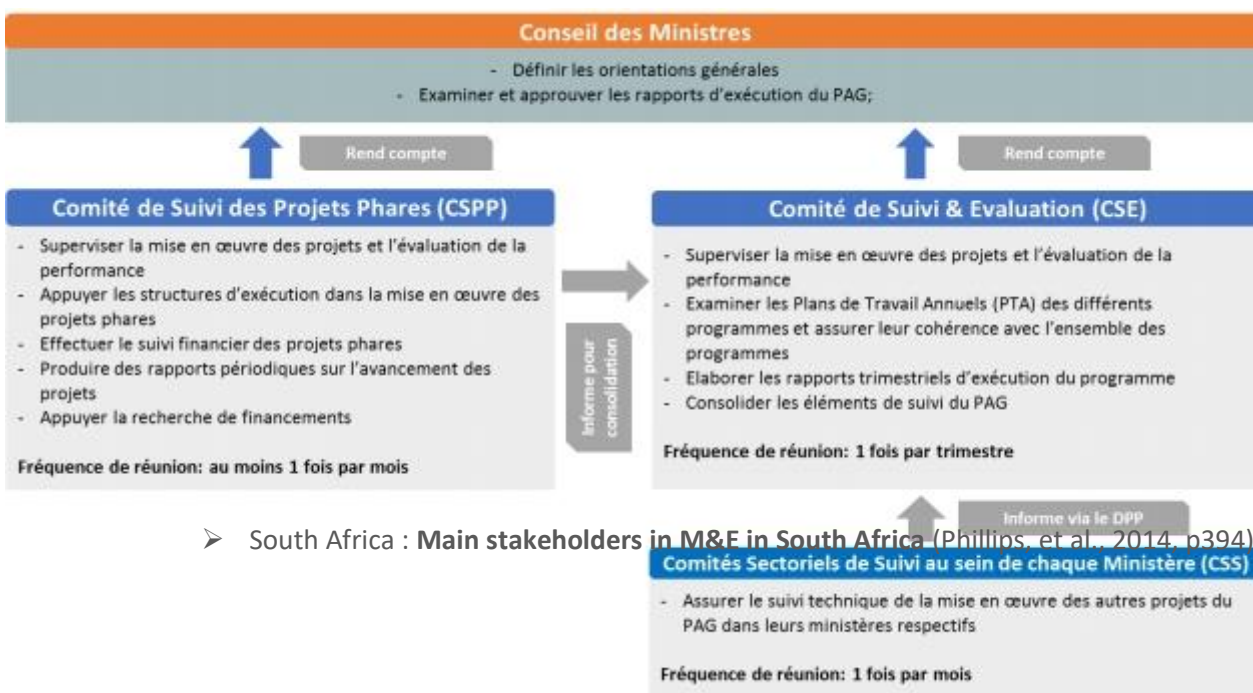 Conseil des Ministres
- Définir les orientations générales
- Examiner et approuver les rapports d'exécution du PAG;
Rend compte
Rend compte
Comité de Suivi des Projets Phares (CSPP)
- Superviser la mise en œuvre des projets et l'évaluation de la
performance
- Appuyer les structures d'exécution dans la mise en œuvre des
projets phares
- Effectuer le suivi financier des projets phares
- Produire des rapports périodiques sur l'avancement des
projets
- Appuyer la recherche de financements
Fréquence de réunion: au moins 1 fois par mois
Informe pour
consolidation
Comité de Suivi & Evaluation (CSE)
- Superviser la mise en œuvre des projets et l'évaluation de la
performance
- Examiner les Plans de Travail Annuels (PTA) des différents
programmes et assurer leur cohérence avec l'ensemble des
programmes
- Elaborer les rapports trimestriels d'exécution du programme
- Consolider les éléments de suivi du PAG
Fréquence de réunion: 1 fois par trimestre
Informe via le DPP
➢ South Africa : Main stakeholders in M&E in South Africa (Phillips, et al., 2014, p394)
Comités Sectoriels de Suivi au sein de chaque Ministère (CSS)
- Assurer le suivi technique de la mise en œuvre des autres projets du
PAG dans leurs ministères respectifs
Fréquence de réunion: 1 fois par mois